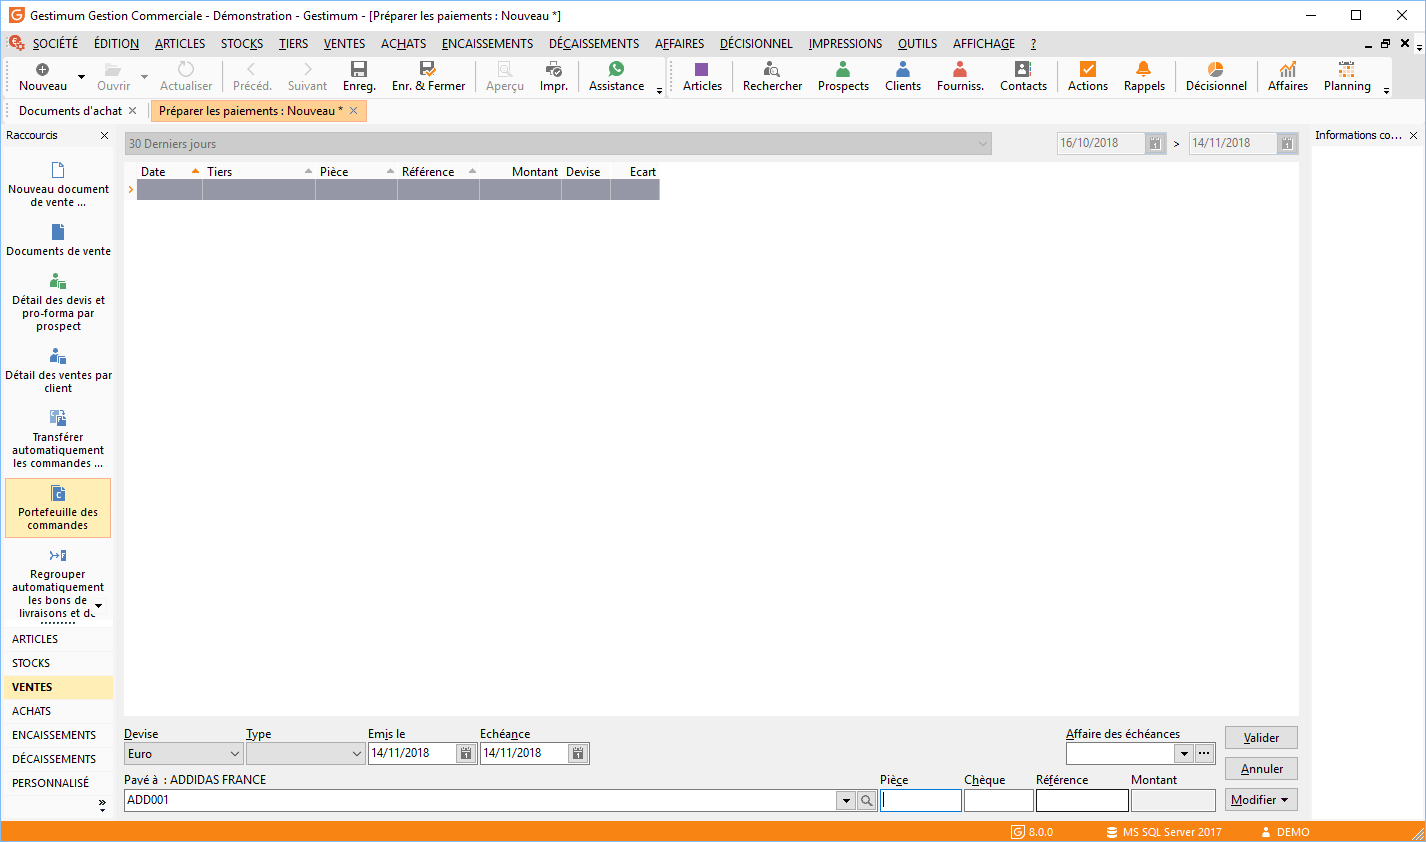 Gestimum Gestion Commerciale - Démonstration - Gestimum - [Préparer les paiements : Nouveau *]
SOCIÉTÉ ÉDITION ARTICLES STOCKS TIERS VENTES ACHATS ENCAISSEMENTS DÉCAISSEMENTS AFFAIRES DÉCISIONNEL IMPRESSIONS OUTILS AFFICHAGE ?
Nouveau Ouvrir Actualiser Précéd. Suivant Enreg. Enr. & Fermer Aperçu Impr. Assistance Articles Rechercher Prospects Clients Fourniss. Contacts Actions Rappels Décisionnel Affaires Planning
Documents d'achat Préparer les paiements : Nouveau *
Raccourcis
Nouveau document
de vente ...
Documents de vente
Détail des devis et
pro-forma par
prospect
Détail des ventes par
client
Transférer
automatiquement
les commandes ...
C
Portefeuille des
commandes
F
Regrouper
automatiquement
les bons de
livraisons et
ARTICLES
STOCKS
VENTES
ACHATS
ENCAISSEMENTS
DÉCAISSEMENTS
PERSONNALISÉ
30 Derniers jours 16/10/2018 > 14/11/2018
Date Tiers Pièce Référence Montant Devise Ecart
Informations co...
Devise Type Emis le Echéance Affaire des échéances
Euro 14/11/2018 14/11/2018 Valider
Annuler
Payé à : ADDIDAS FRANCE Pièce Chèque Référence Montant
ADD001 Modifier
8.0.0 MS SQL Server 2017 DEMO